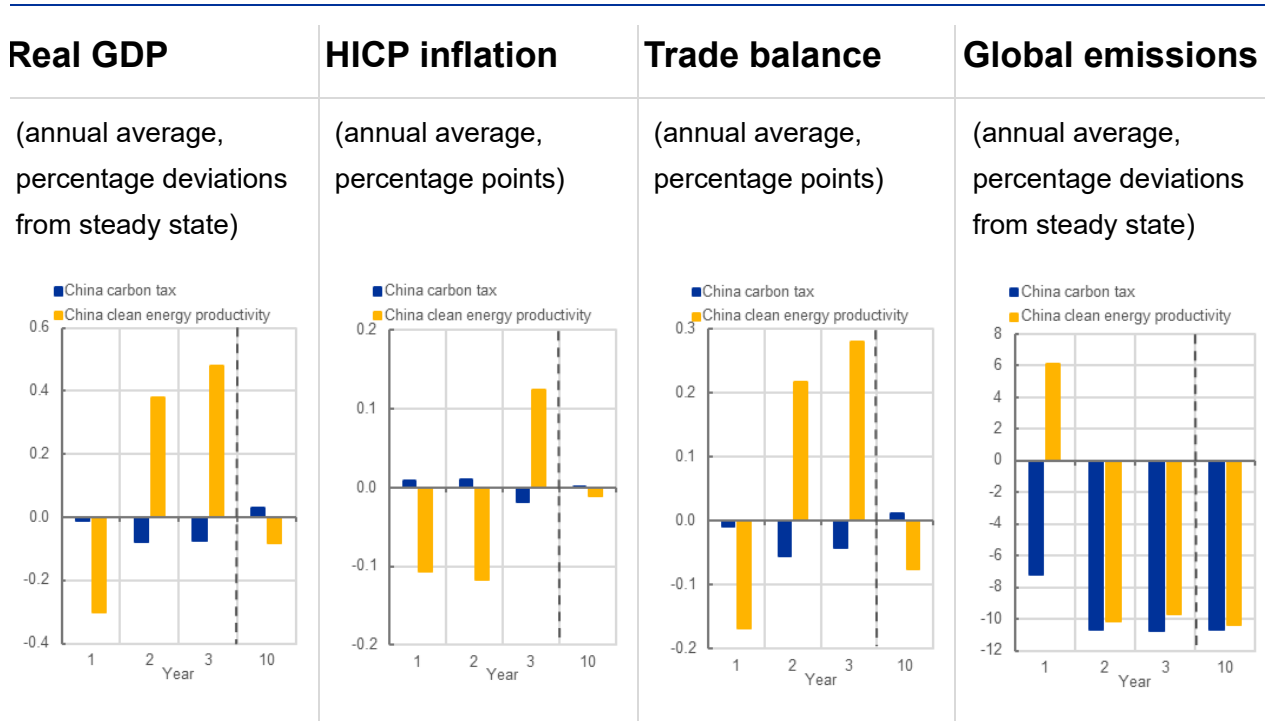 Real GDP
HICP inflation
Trade balance
Global emissions
(annual average,
percentage deviations
from steady state)
(annual average,
percentage points)
(annual average,
percentage points)
(annual average,
percentage deviations
from steady state)
China carbon tax
China clean energy productivity
0.6
0.4
0.2
0.0
-0.2
-0.4
1
2
3
10
Year
China carbon tax
China clean energy productivity
0.2
0.1
0.0
-0.1
-0.2
1
2
3
10
Year
China carbon tax
China clean energy productivity
0.3
0.2
0.1
0.0
-0.1
-0.2
1
2
3
10
Year
China carbon tax
China clean energy productivity
8
6
4
2
0
-2
-4
-6
-8
-10
-12
1
2
3
10
Year